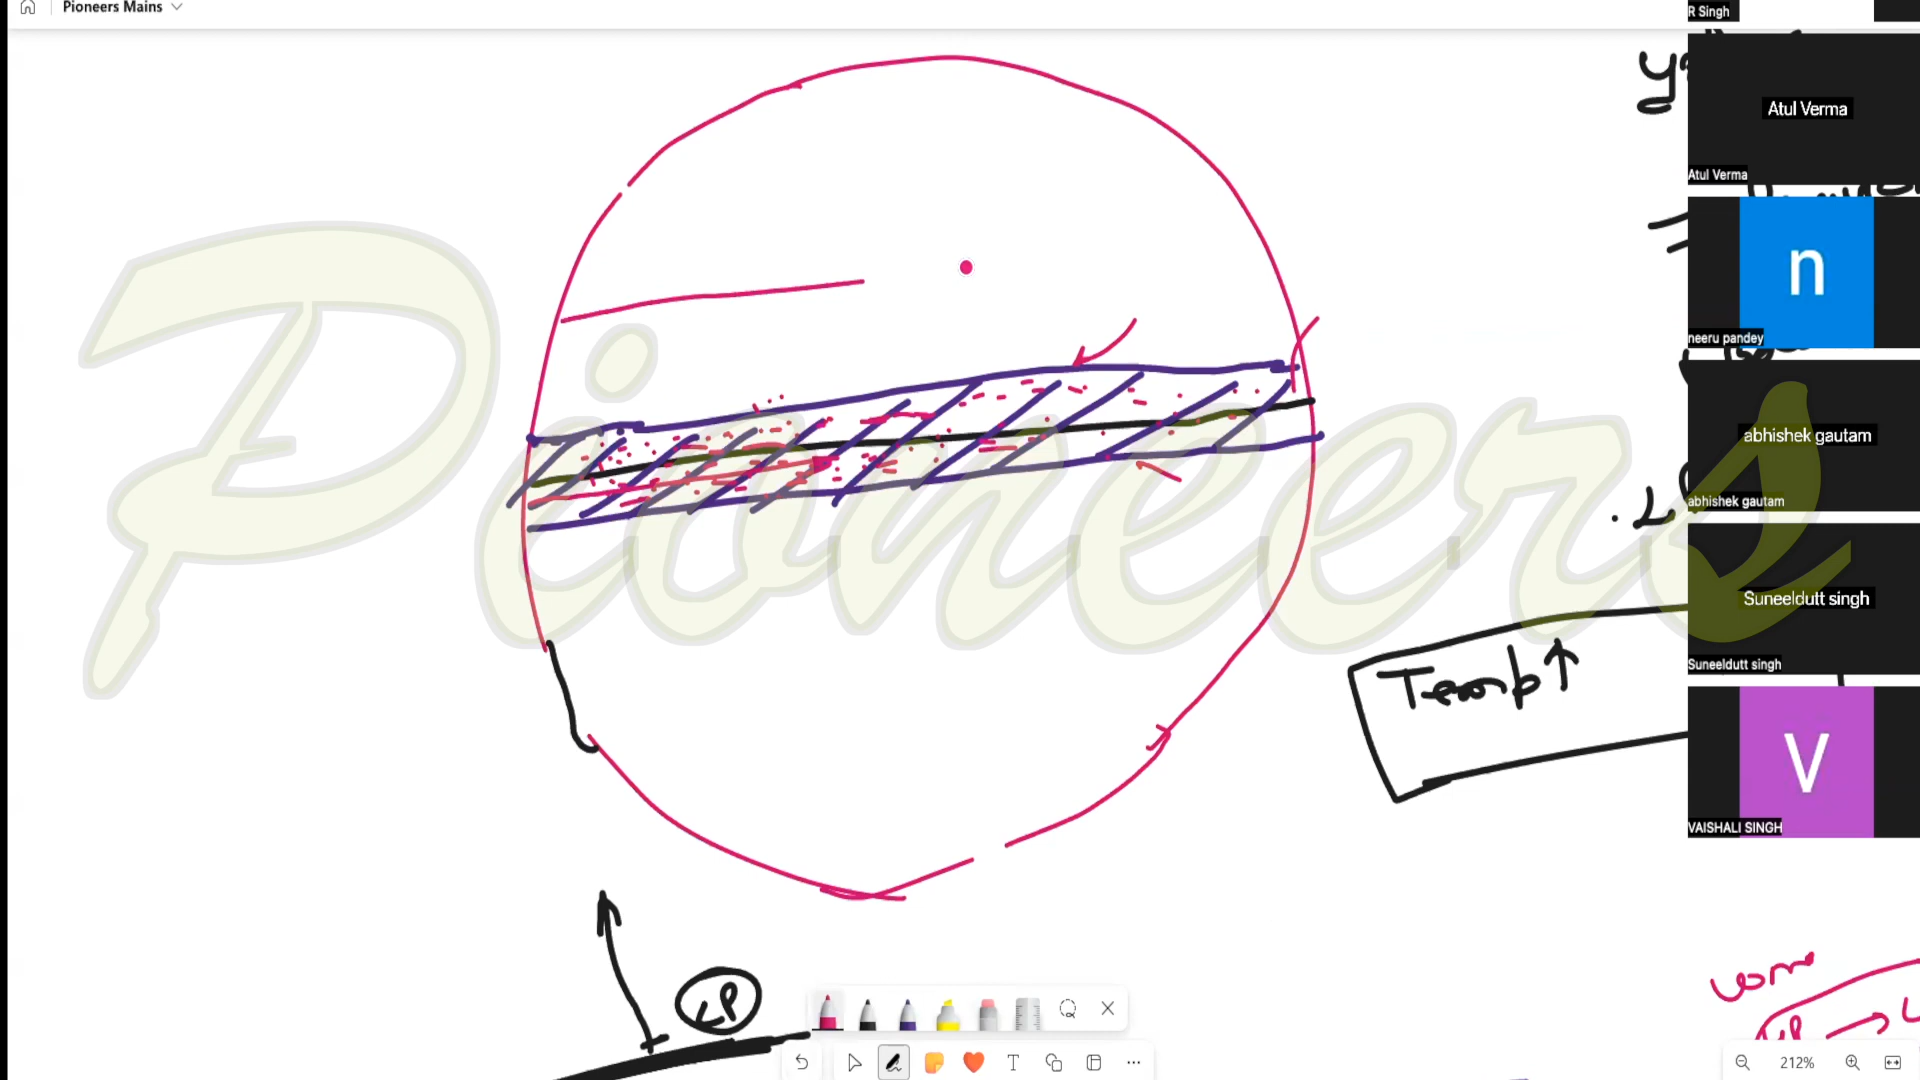 Pioneers Mains
R Singh
Atul Verma
Atul Verma
n
neeru pandey
abhishek gautam
abhishek gautam
Pioneers
Suneeldutt singh
Suneeldutt singh
Temp ↑
V
VAISHALI SINGH
LP
T
212%